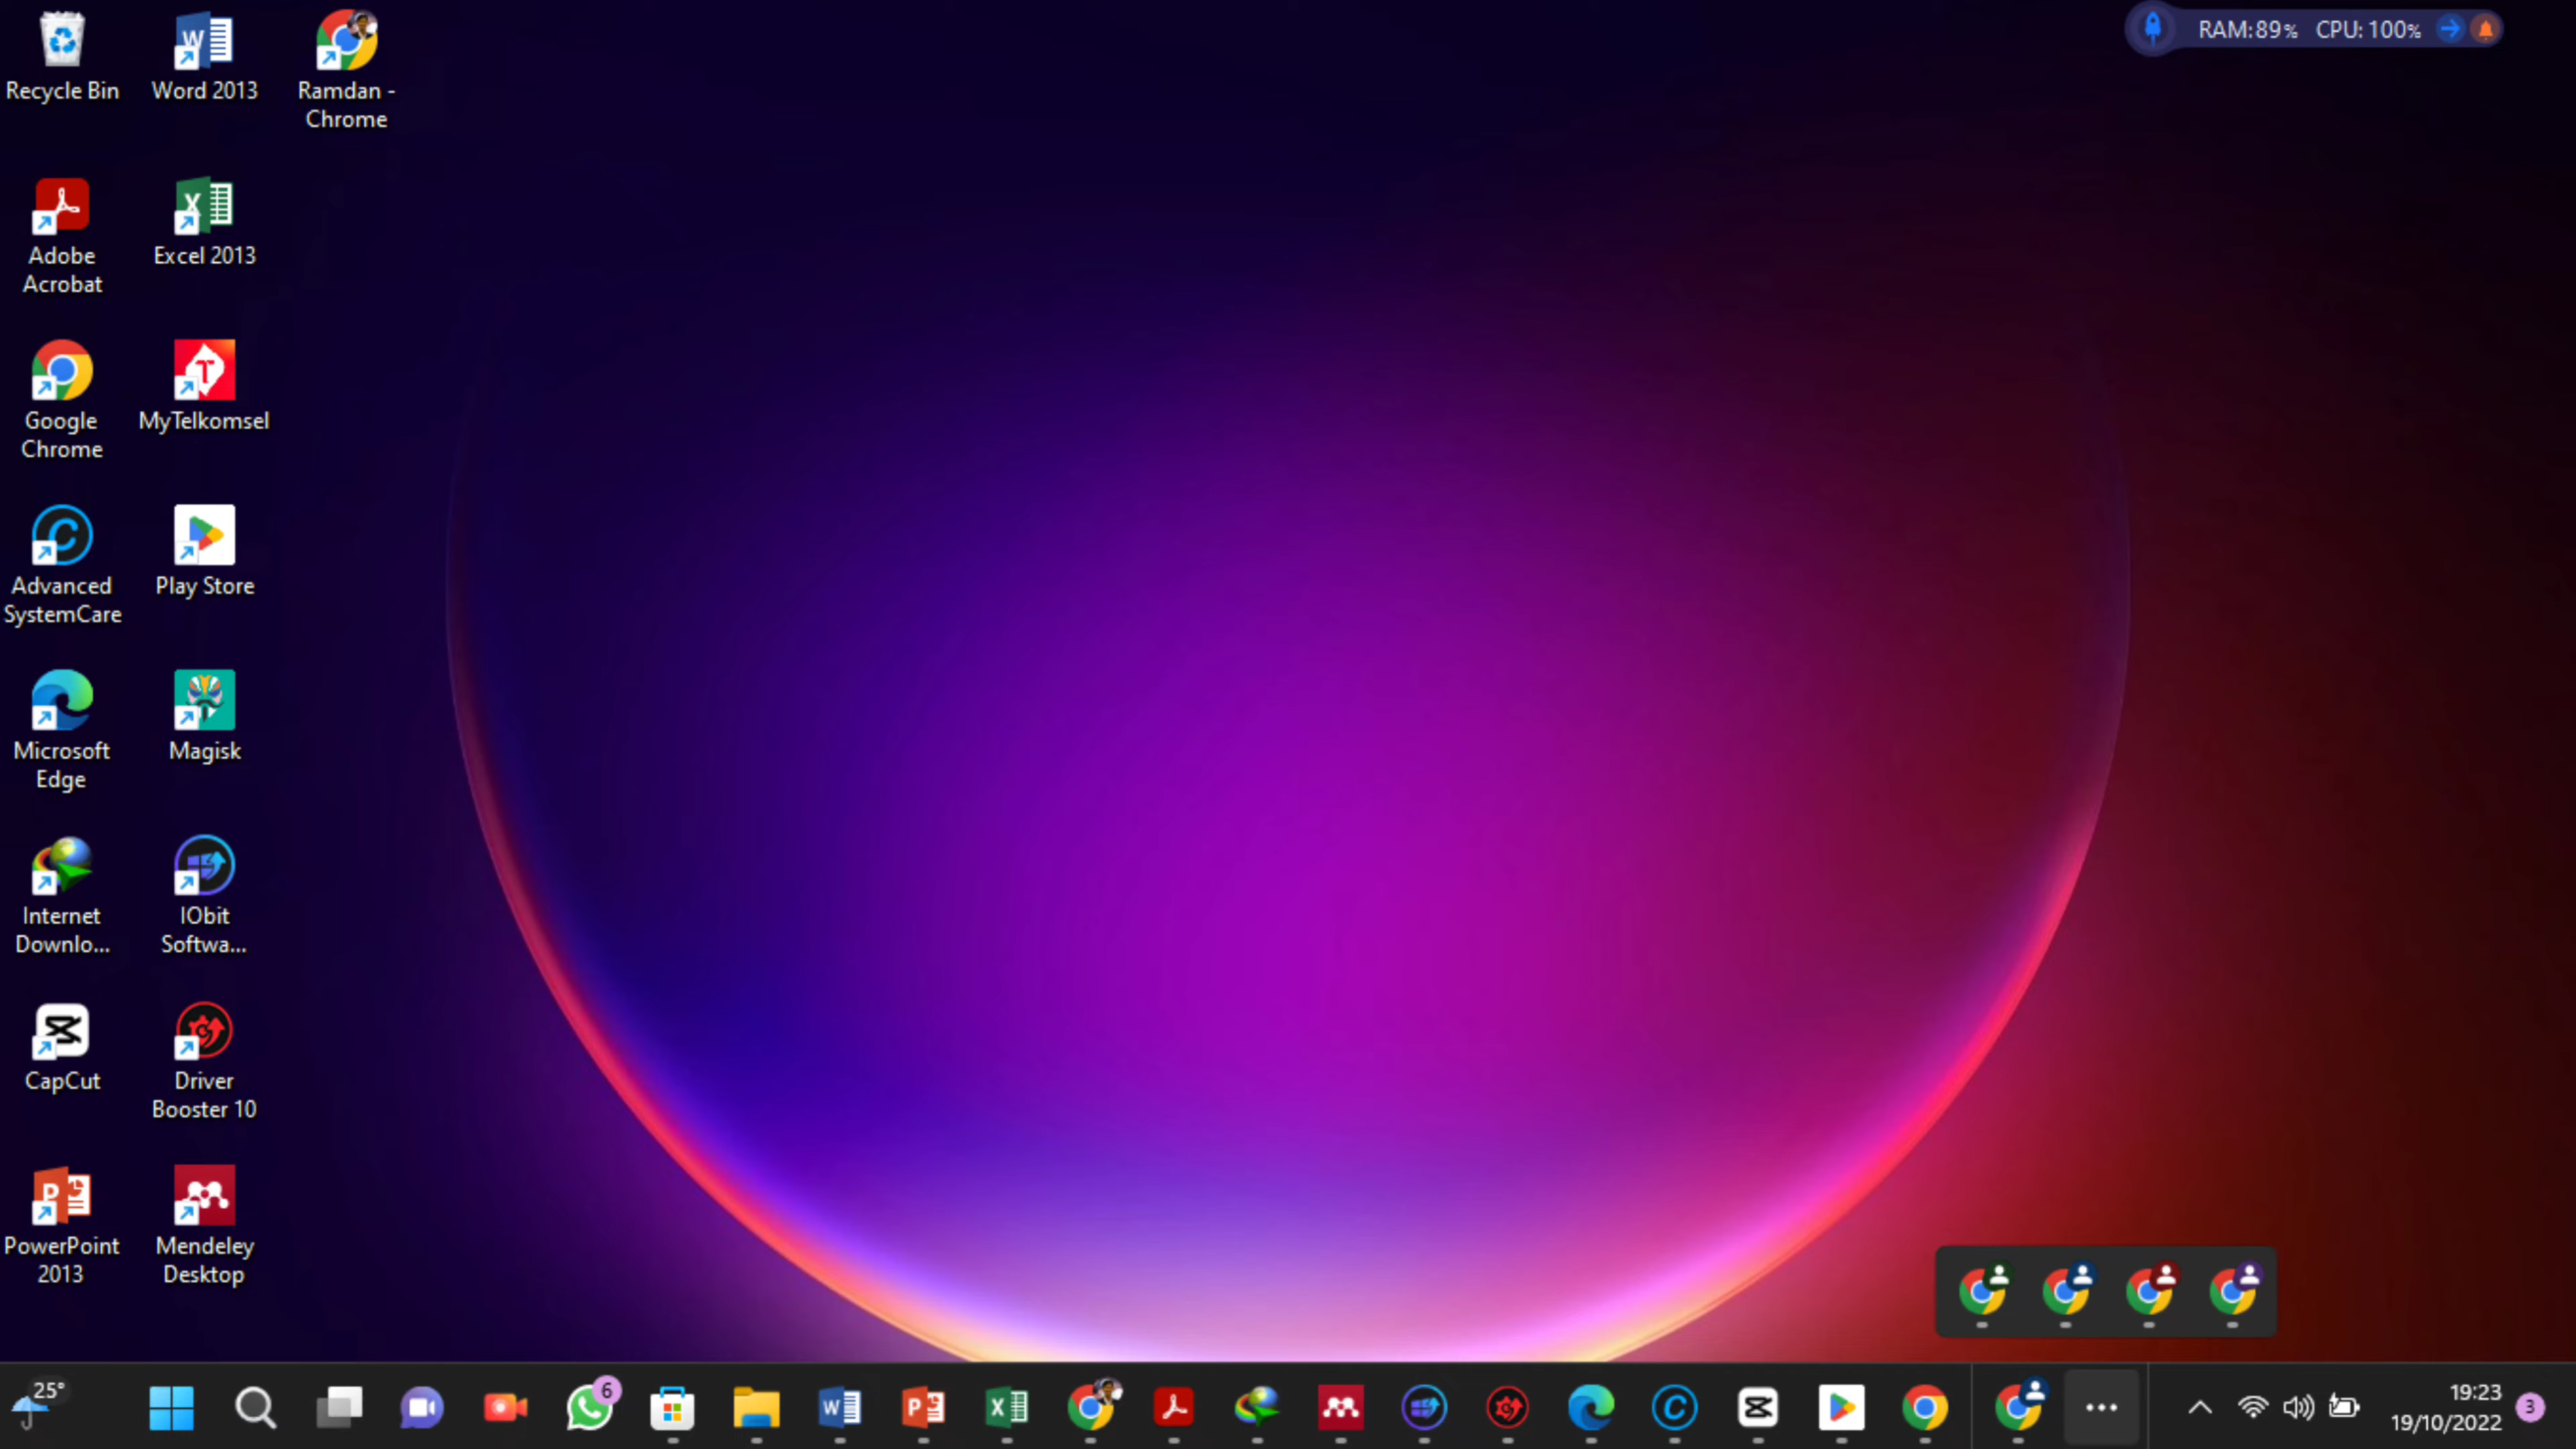 Recycle Bin
Word 2013
Ramdan -
Chrome
RAM:89% CPU: 100%
Adobe
Acrobat
Excel 2013
Google
Chrome
MyTelkomsel
Advanced
SystemCare
Play Store
Microsoft
Edge
Magisk
Internet
Downlo...
IObit
Softwa...
CapCut
Driver
Booster 10
PowerPoint
2013
Mendeley
Desktop
25°
6
19:23
19/10/2022
3